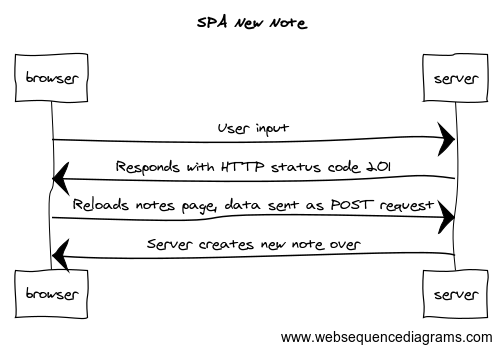 SPA New Note
browser server
User input
Responds with HTTP status code 201
Reloads notes page, data sent as POST request
Server creates new note over
browser server
www.websequencediagrams.com